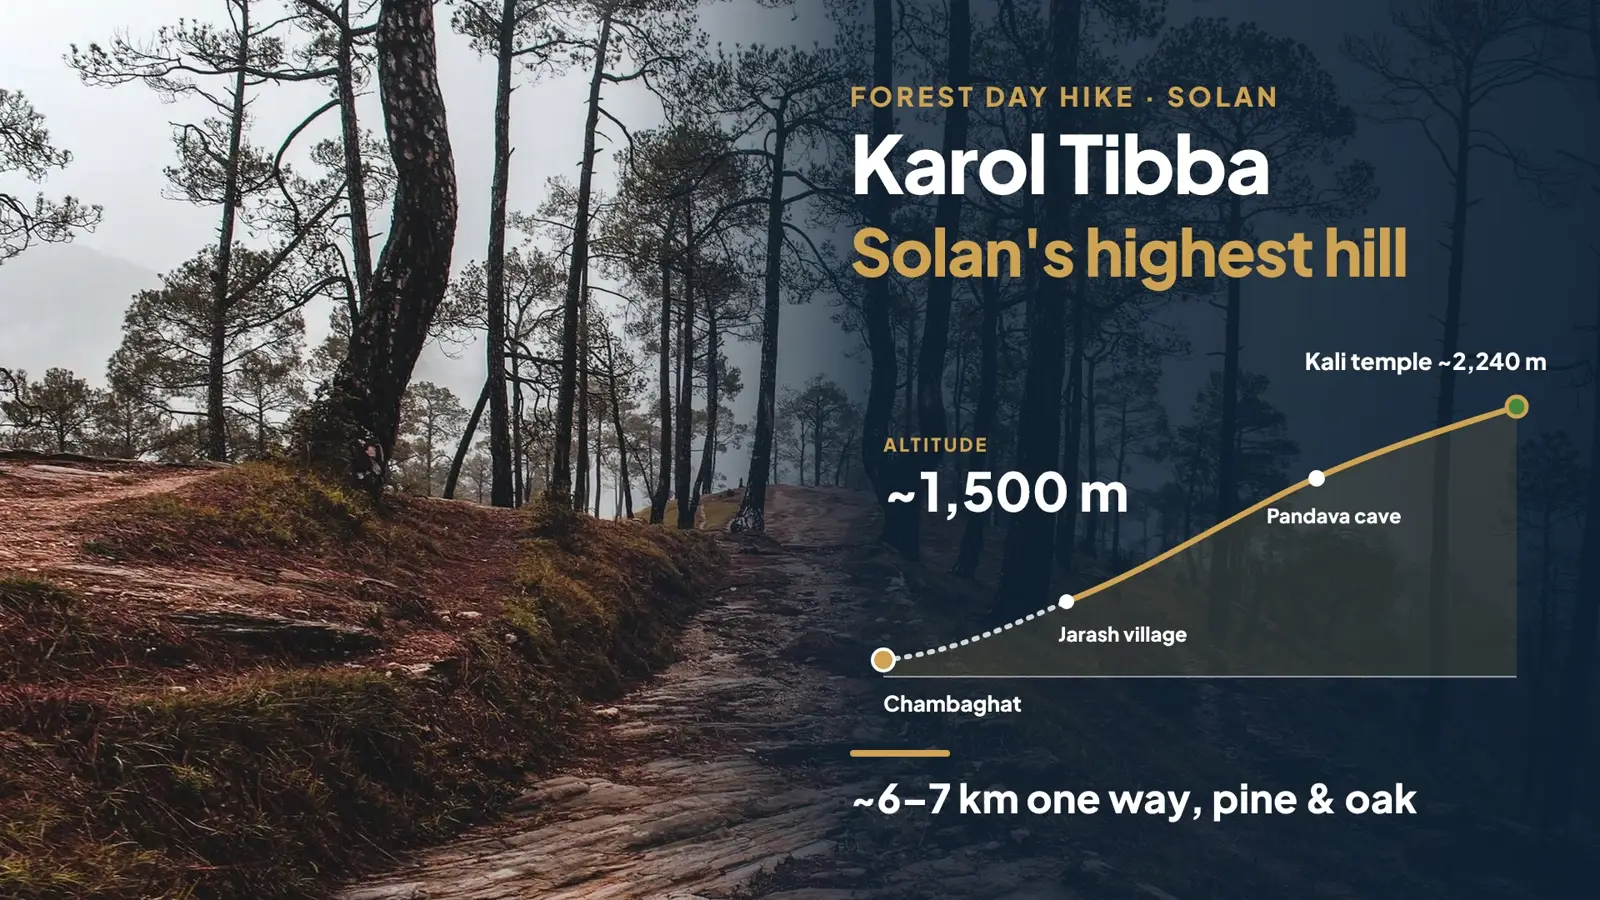 FOREST DAY HIKE · SOLAN
Karol Tibba
Solan's highest hill
Kali temple ~2,240 m
ALTITUDE
~1,500 m
Pandava cave
Jarash village
Chambaghat
~6–7 km one way, pine & oak